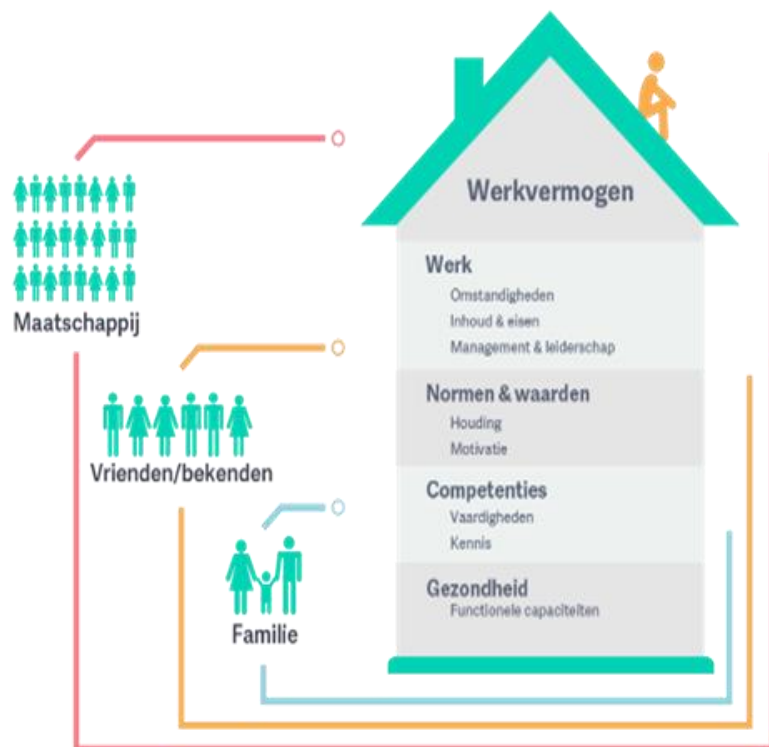 Werkvermogen
Werk
Omstandigheden
Inhoud & eisen
Management & leiderschap
Normen & waarden
Houding
Motivatie
Competenties
Vaardigheden
Kennis
Gezondheid
Functionele capaciteiten
Maatschappij
Vrienden/bekenden
Familie